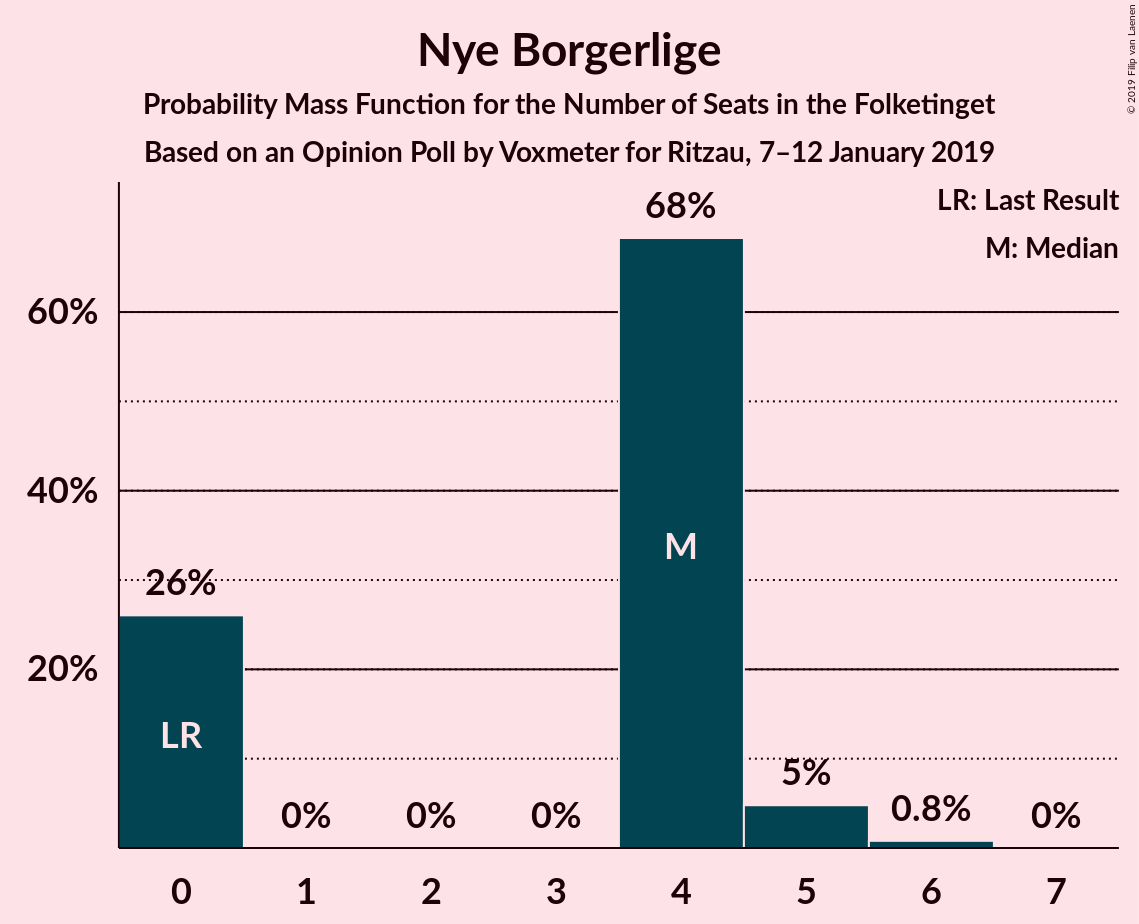 Nye Borgerlige
Probability Mass Function for the Number of Seats in the Folketinget
Based on an Opinion Poll by Voxmeter for Ritzau, 7–12 January 2019
© 2019 Filip van Laenen
LR: Last Result
M: Median
68%
60%
40%
M
26%
20%
LR
5%
0%
0%
0%
0.8%
0%
0 1 2 3 4 5 6 7